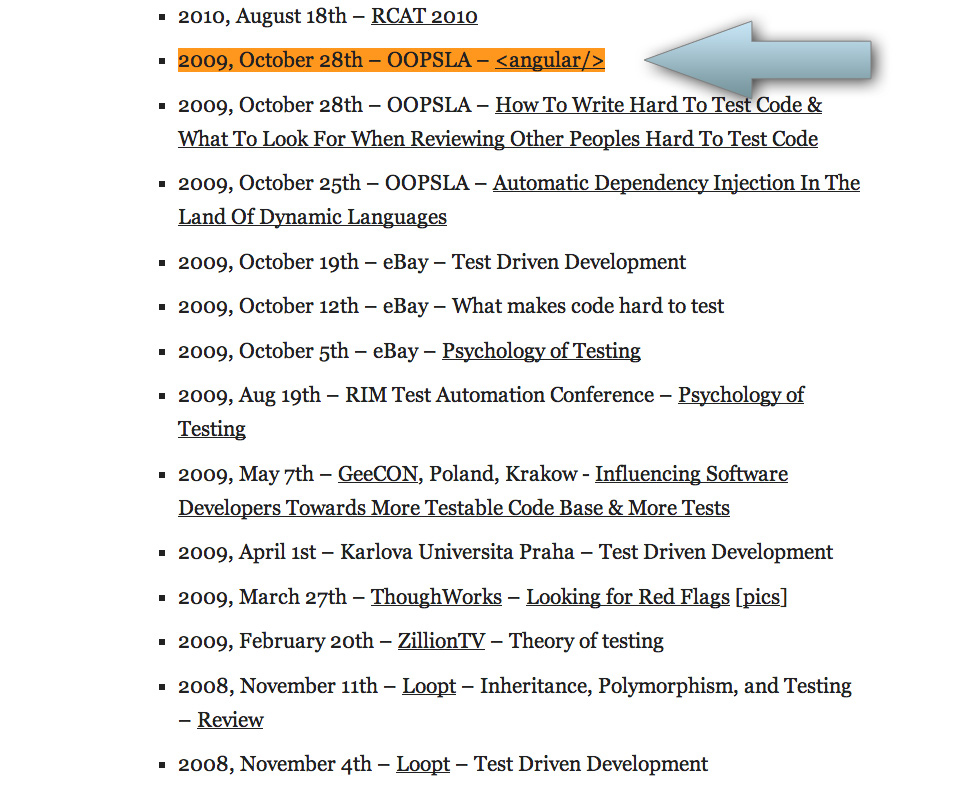 2010, August 18th – RCAT 2010
2009, October 28th – OOPSLA – <angular/>
2009, October 28th – OOPSLA – How To Write Hard To Test Code &
What To Look For When Reviewing Other Peoples Hard To Test Code
2009, October 25th – OOPSLA – Automatic Dependency Injection In The
Land Of Dynamic Languages
2009, October 19th – eBay – Test Driven Development
2009, October 12th – eBay – What makes code hard to test
2009, October 5th – eBay – Psychology of Testing
2009, Aug 19th – RIM Test Automation Conference – Psychology of
Testing
2009, May 7th – GeeCON, Poland, Krakow - Influencing Software
Developers Towards More Testable Code Base & More Tests
2009, April 1st – Karlova Universita Praha – Test Driven Development
2009, March 27th – ThoughWorks – Looking for Red Flags [pics]
2009, February 20th – ZillionTV – Theory of testing
2008, November 11th – Loopt – Inheritance, Polymorphism, and Testing
– Review
2008, November 4th – Loopt – Test Driven Development